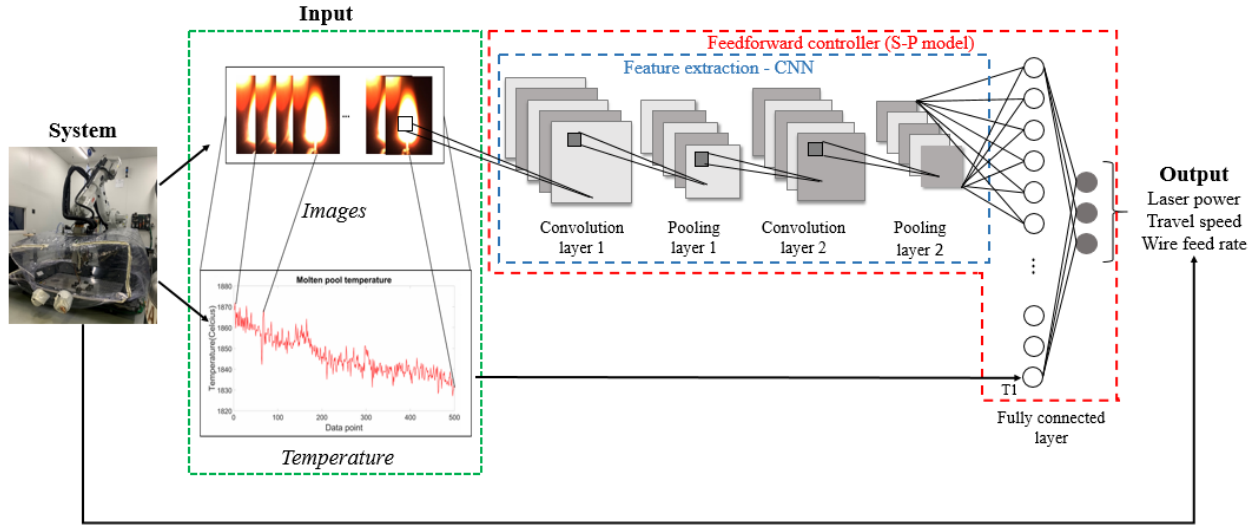 System
Input
...
Images
Molten pool temperature
Temperature(Celcius)
1880
1870
1860
1850
1840
1830
1820
0
100
200
300
400
500
Data point
Temperature
Feedforward controller (S-P model)
Feature extraction - CNN
Convolution
layer 1
Pooling
layer 1
Convolution
layer 2
Pooling
layer 2
...
T1
Fully connected
layer
Output
Laser power
Travel speed
Wire feed rate